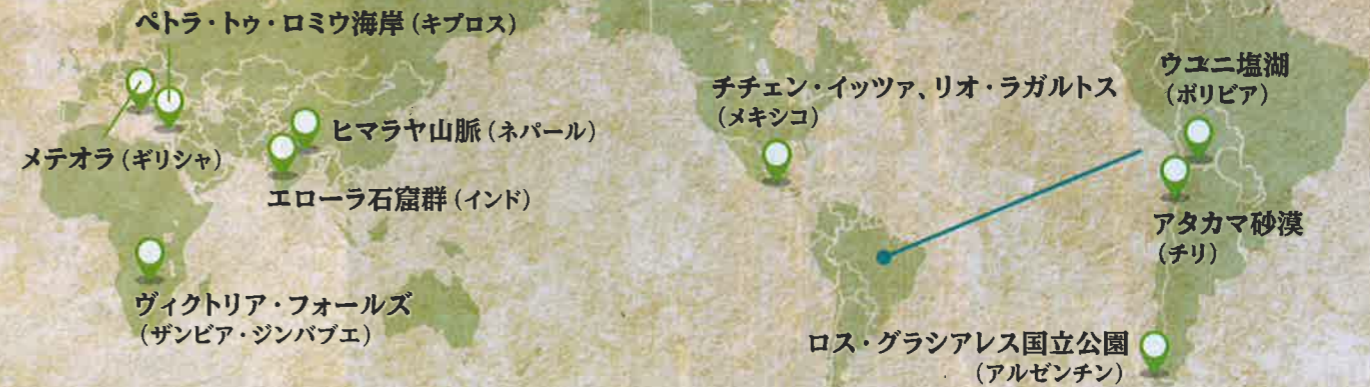 ペトラ・トゥ・ロミウ海岸（キプロス）
メテオラ（ギリシャ）
ヒマラヤ山脈（ネパール）
エローラ石窟群（インド）
ヴィクトリア・フォールズ
（ザンビア・ジンバブエ）
チチェン・イッツァ、リオ・ラガルトス
（メキシコ）
ウユニ塩湖
（ボリビア）
アタカマ砂漠
（チリ）
ロス・グラシアレス国立公園
（アルゼンチン）